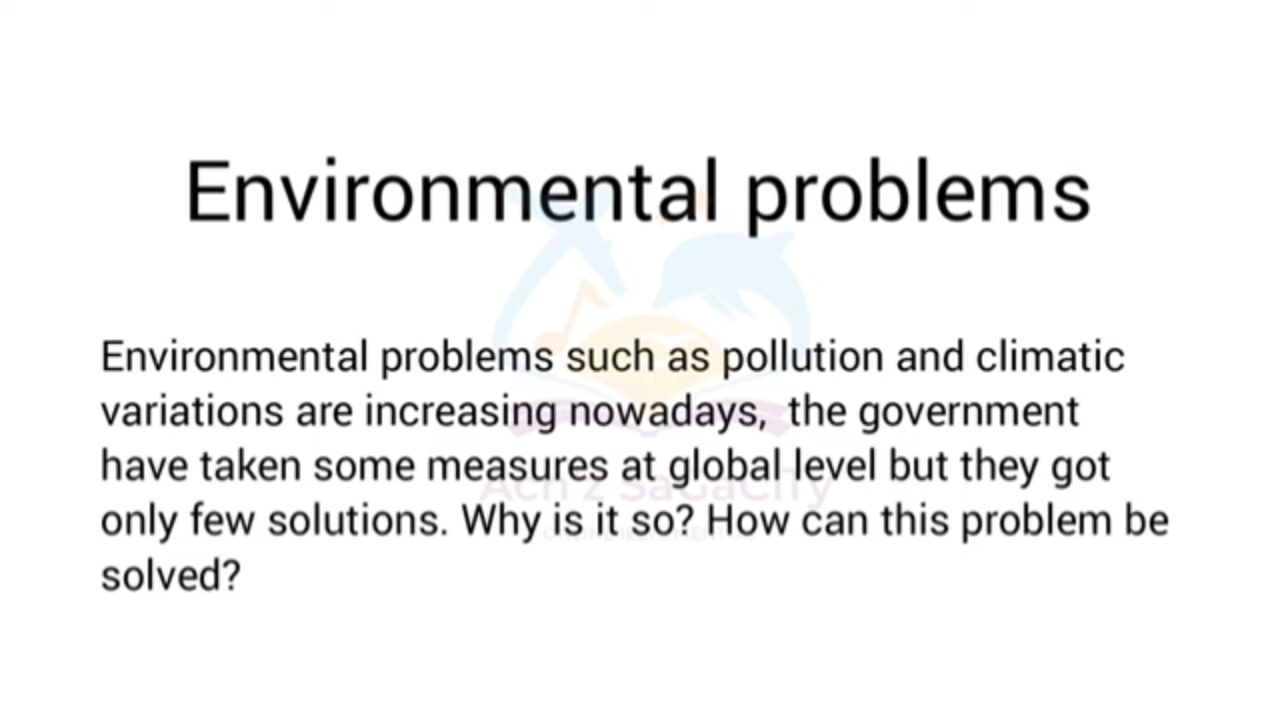 Environmental problems
Environmental problems such as pollution and climatic
variations are increasing nowadays,  the government
have taken some measures at global level but they got
only few solutions. Why is it so? How can this problem be
solved?
Ach'z SaGaCiTy